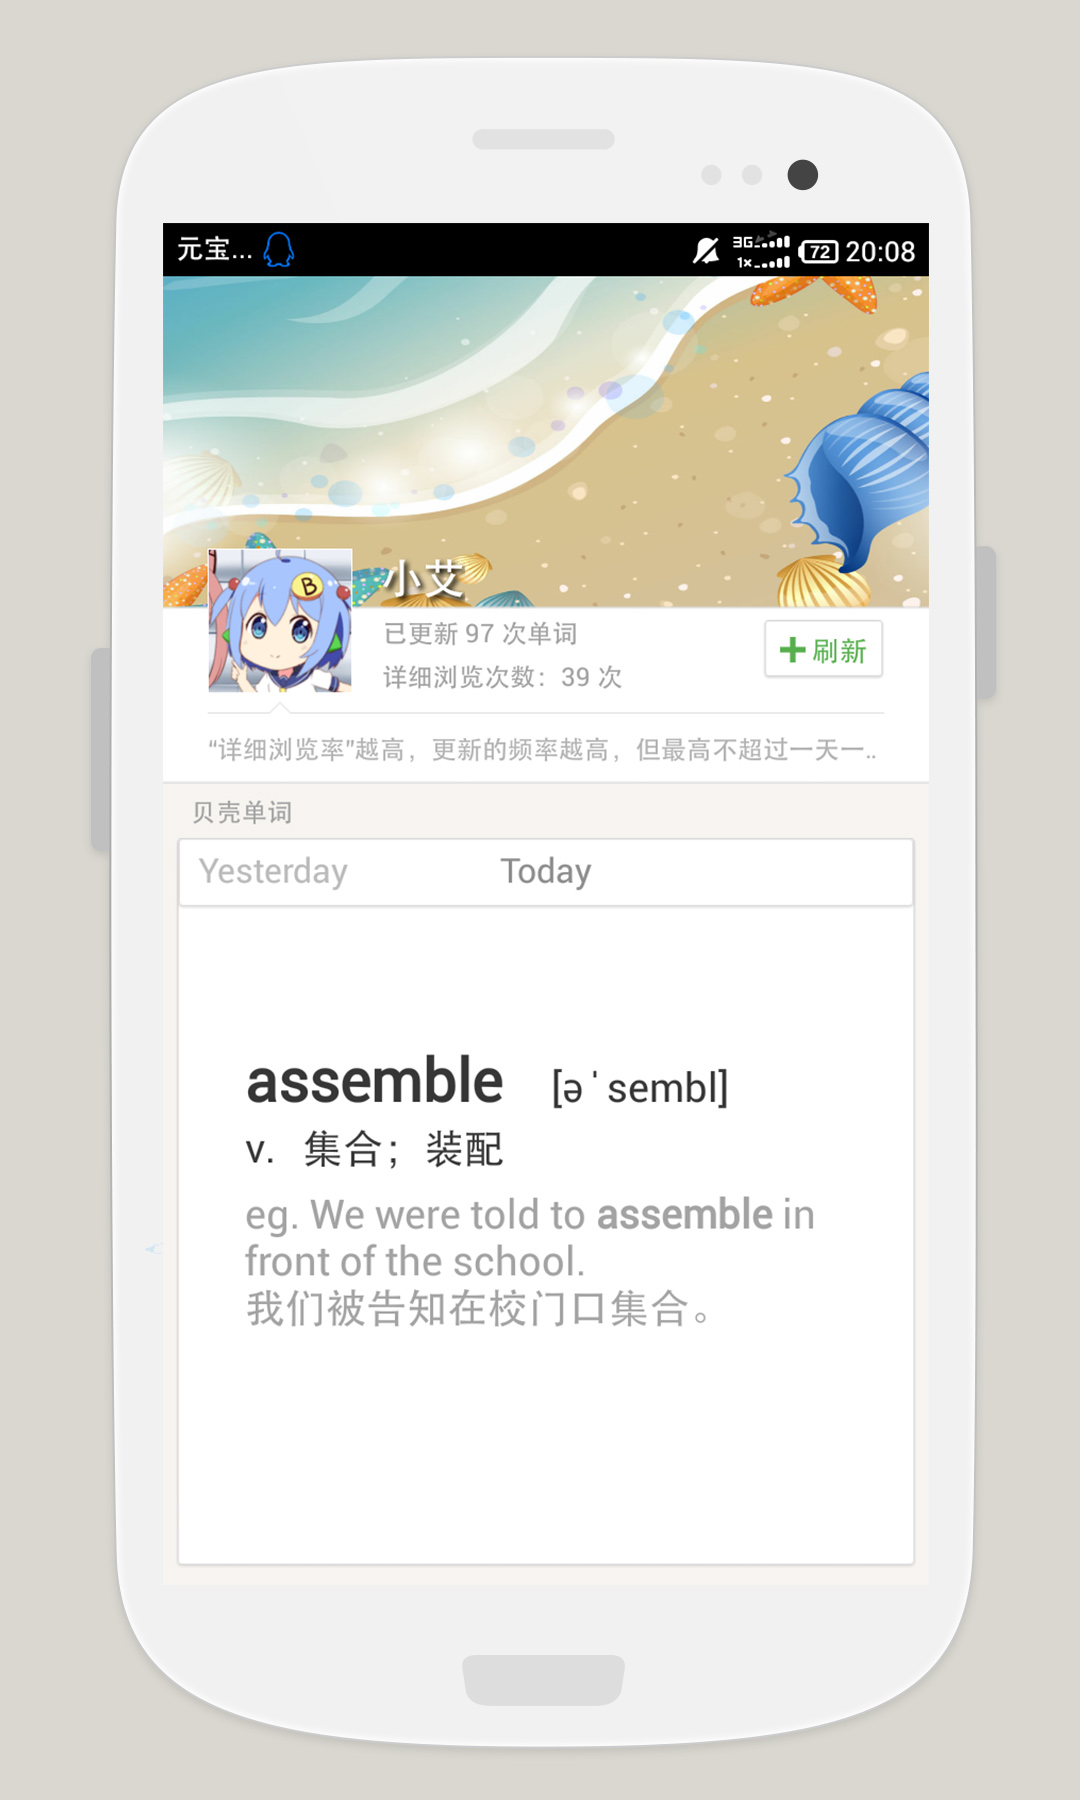 元宝...
3G
1×
72
20:08
B
小艾
已更新 97 次单词
详细浏览次数：39 次
刷新
“详细浏览率”越高，更新的频率越高，但最高不超过一天一..
贝壳单词
Yesterday
Today
assemble [ə ˈ sembl]
v. 集合；装配
eg. We were told to assemble in
front of the school.
我们被告知在校门口集合。